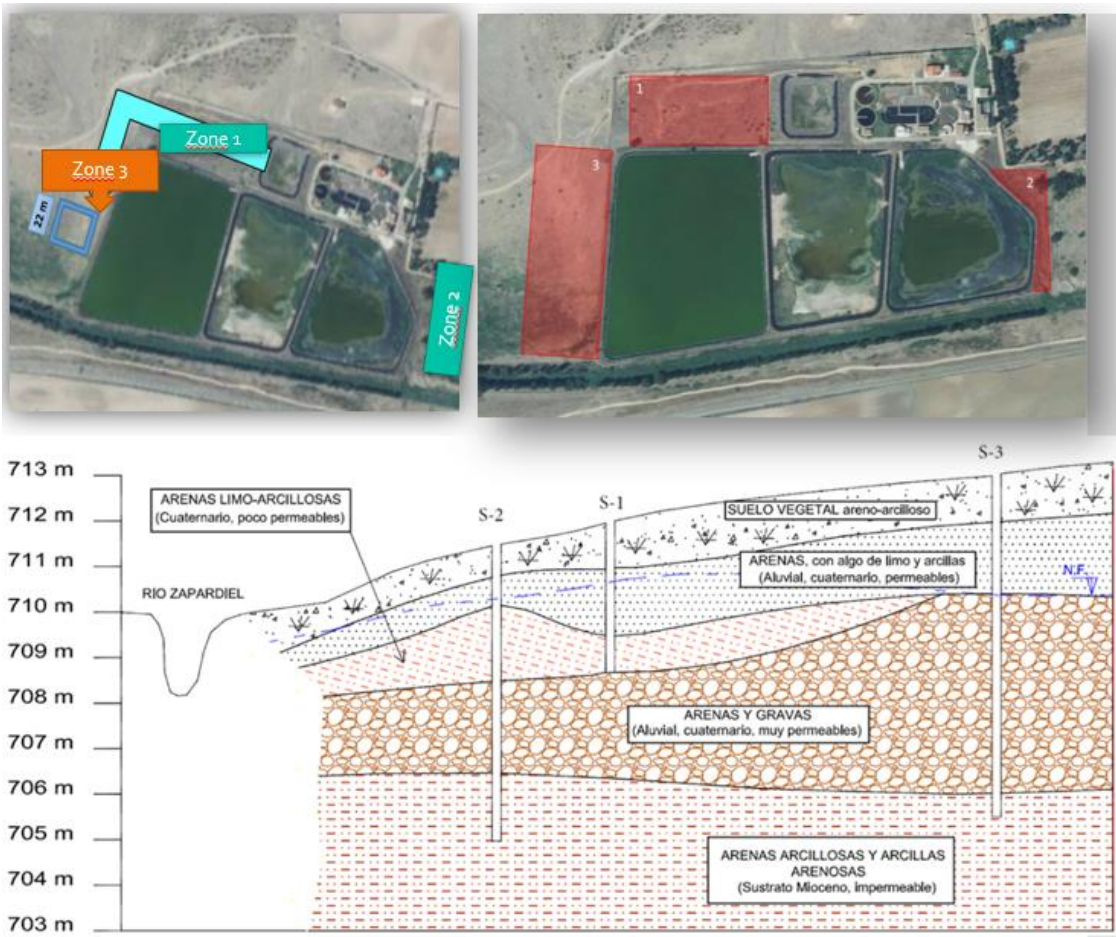 Zone 1
Zone 3
22 m
Zone 2
1
3
2
713 m
712 m
711 m
710 m
709 m
708 m
707 m
706 m
705 m
704 m
703 m
ARENAS LIMO-ARCILLOSAS
(Cuaternario, poco permeables)
S-2
S-1
S-3
SUELO VEGETAL areno-arcilloso
ARENAS, con algo de limo y arcillas
(Aluvial, cuaternario, permeables)
N.F.
RIO ZAPARDIEL
ARENAS Y GRAVAS
(Aluvial, cuaternario, muy permeables)
ARENAS ARCILLOSAS Y ARCILLAS
ARENOSAS
(Sustrato Mioceno, impermeable)